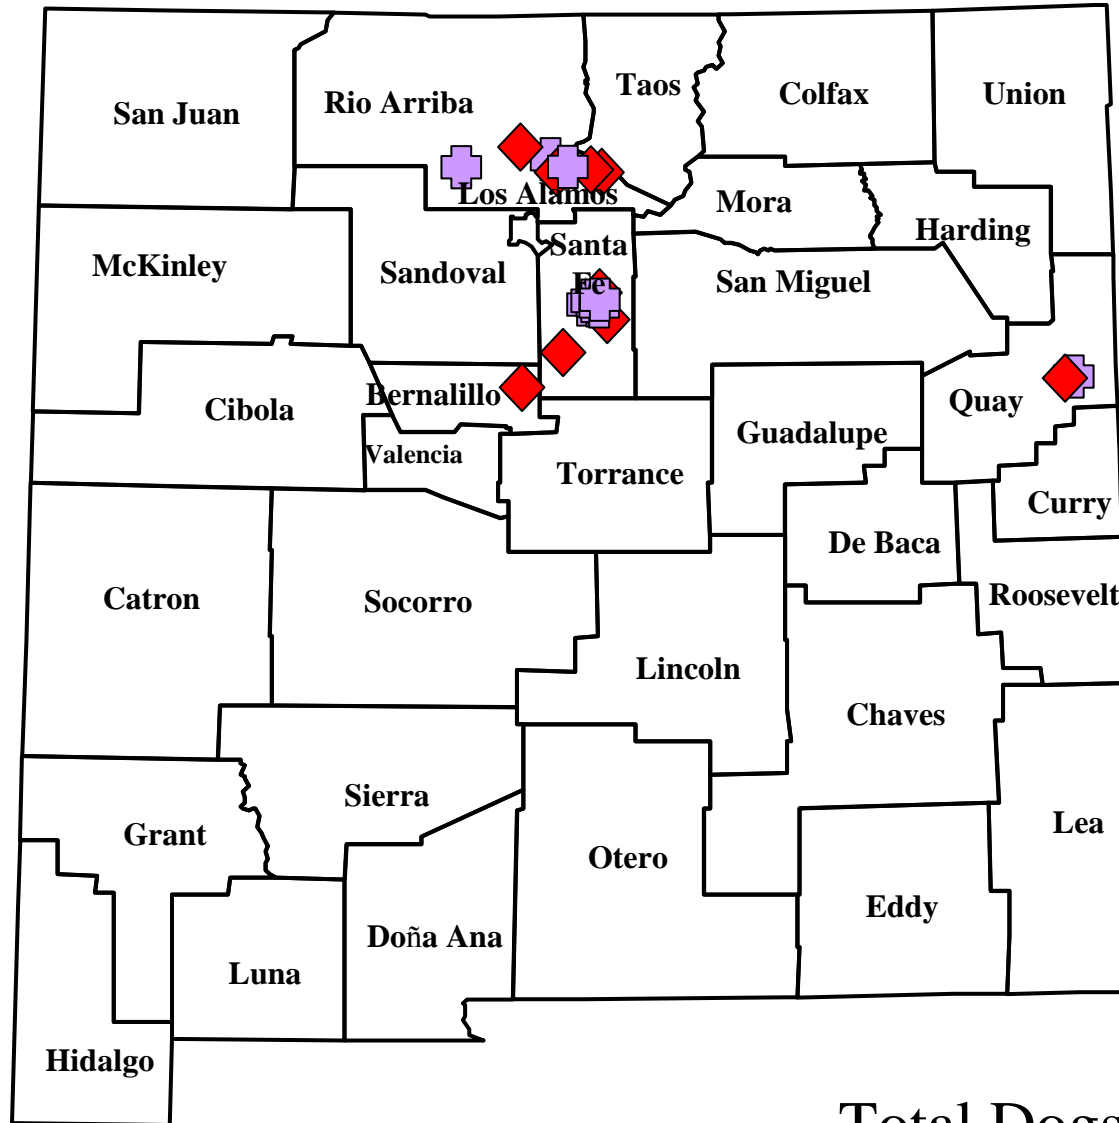 San Juan
Rio Arriba
Taos
Colfax
Union
Los Alamos
Mora
Harding
McKinley
Sandoval
Santa
Fe
San Miguel
Bernalillo
Cibola
Quay
Guadalupe
Valencia
Torrance
Curry
De Baca
Catron
Socorro
Roosevelt
Lincoln
Chaves
Sierra
Grant
Lea
Otero
Eddy
Doña Ana
Luna
Hidalgo
Total Dogs